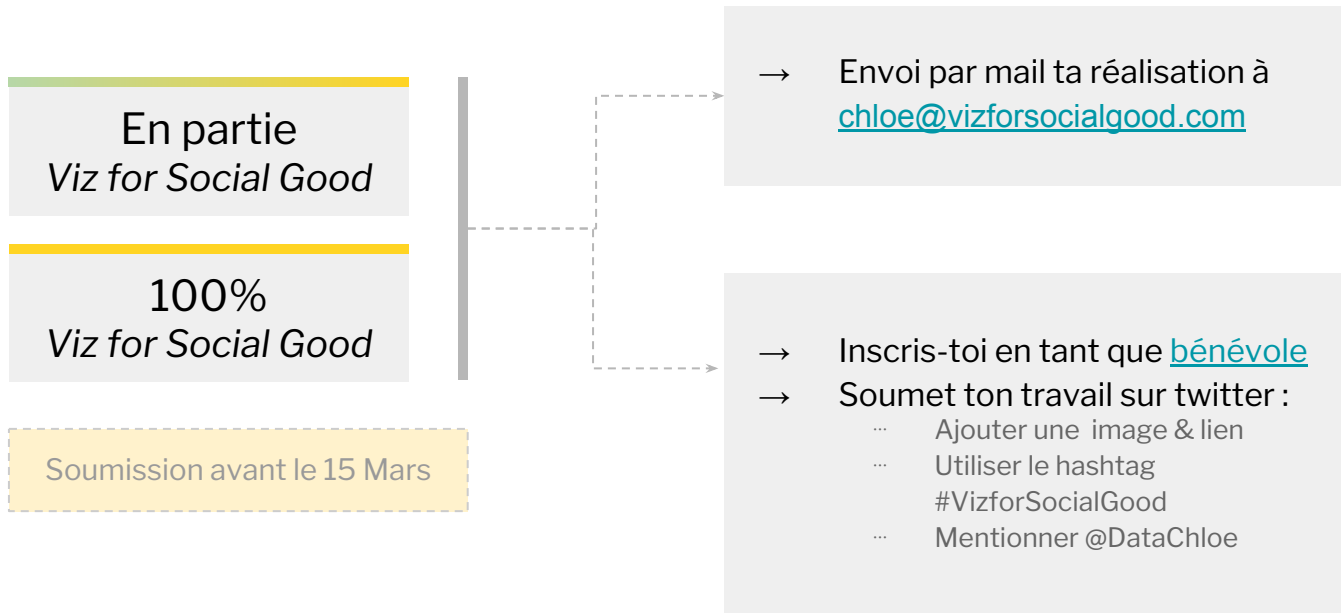 En partie
Viz for Social Good
100%
Viz for Social Good
Soumission avant le 15 Mars
→ Envoi par mail ta réalisation à
chloe@vizforsocialgood.com
→ Inscris-toi en tant que bénévole
→ Soumet ton travail sur twitter :
... Ajouter une image & lien
... Utiliser le hashtag
#VizforSocialGood
... Mentionner @DataChloe